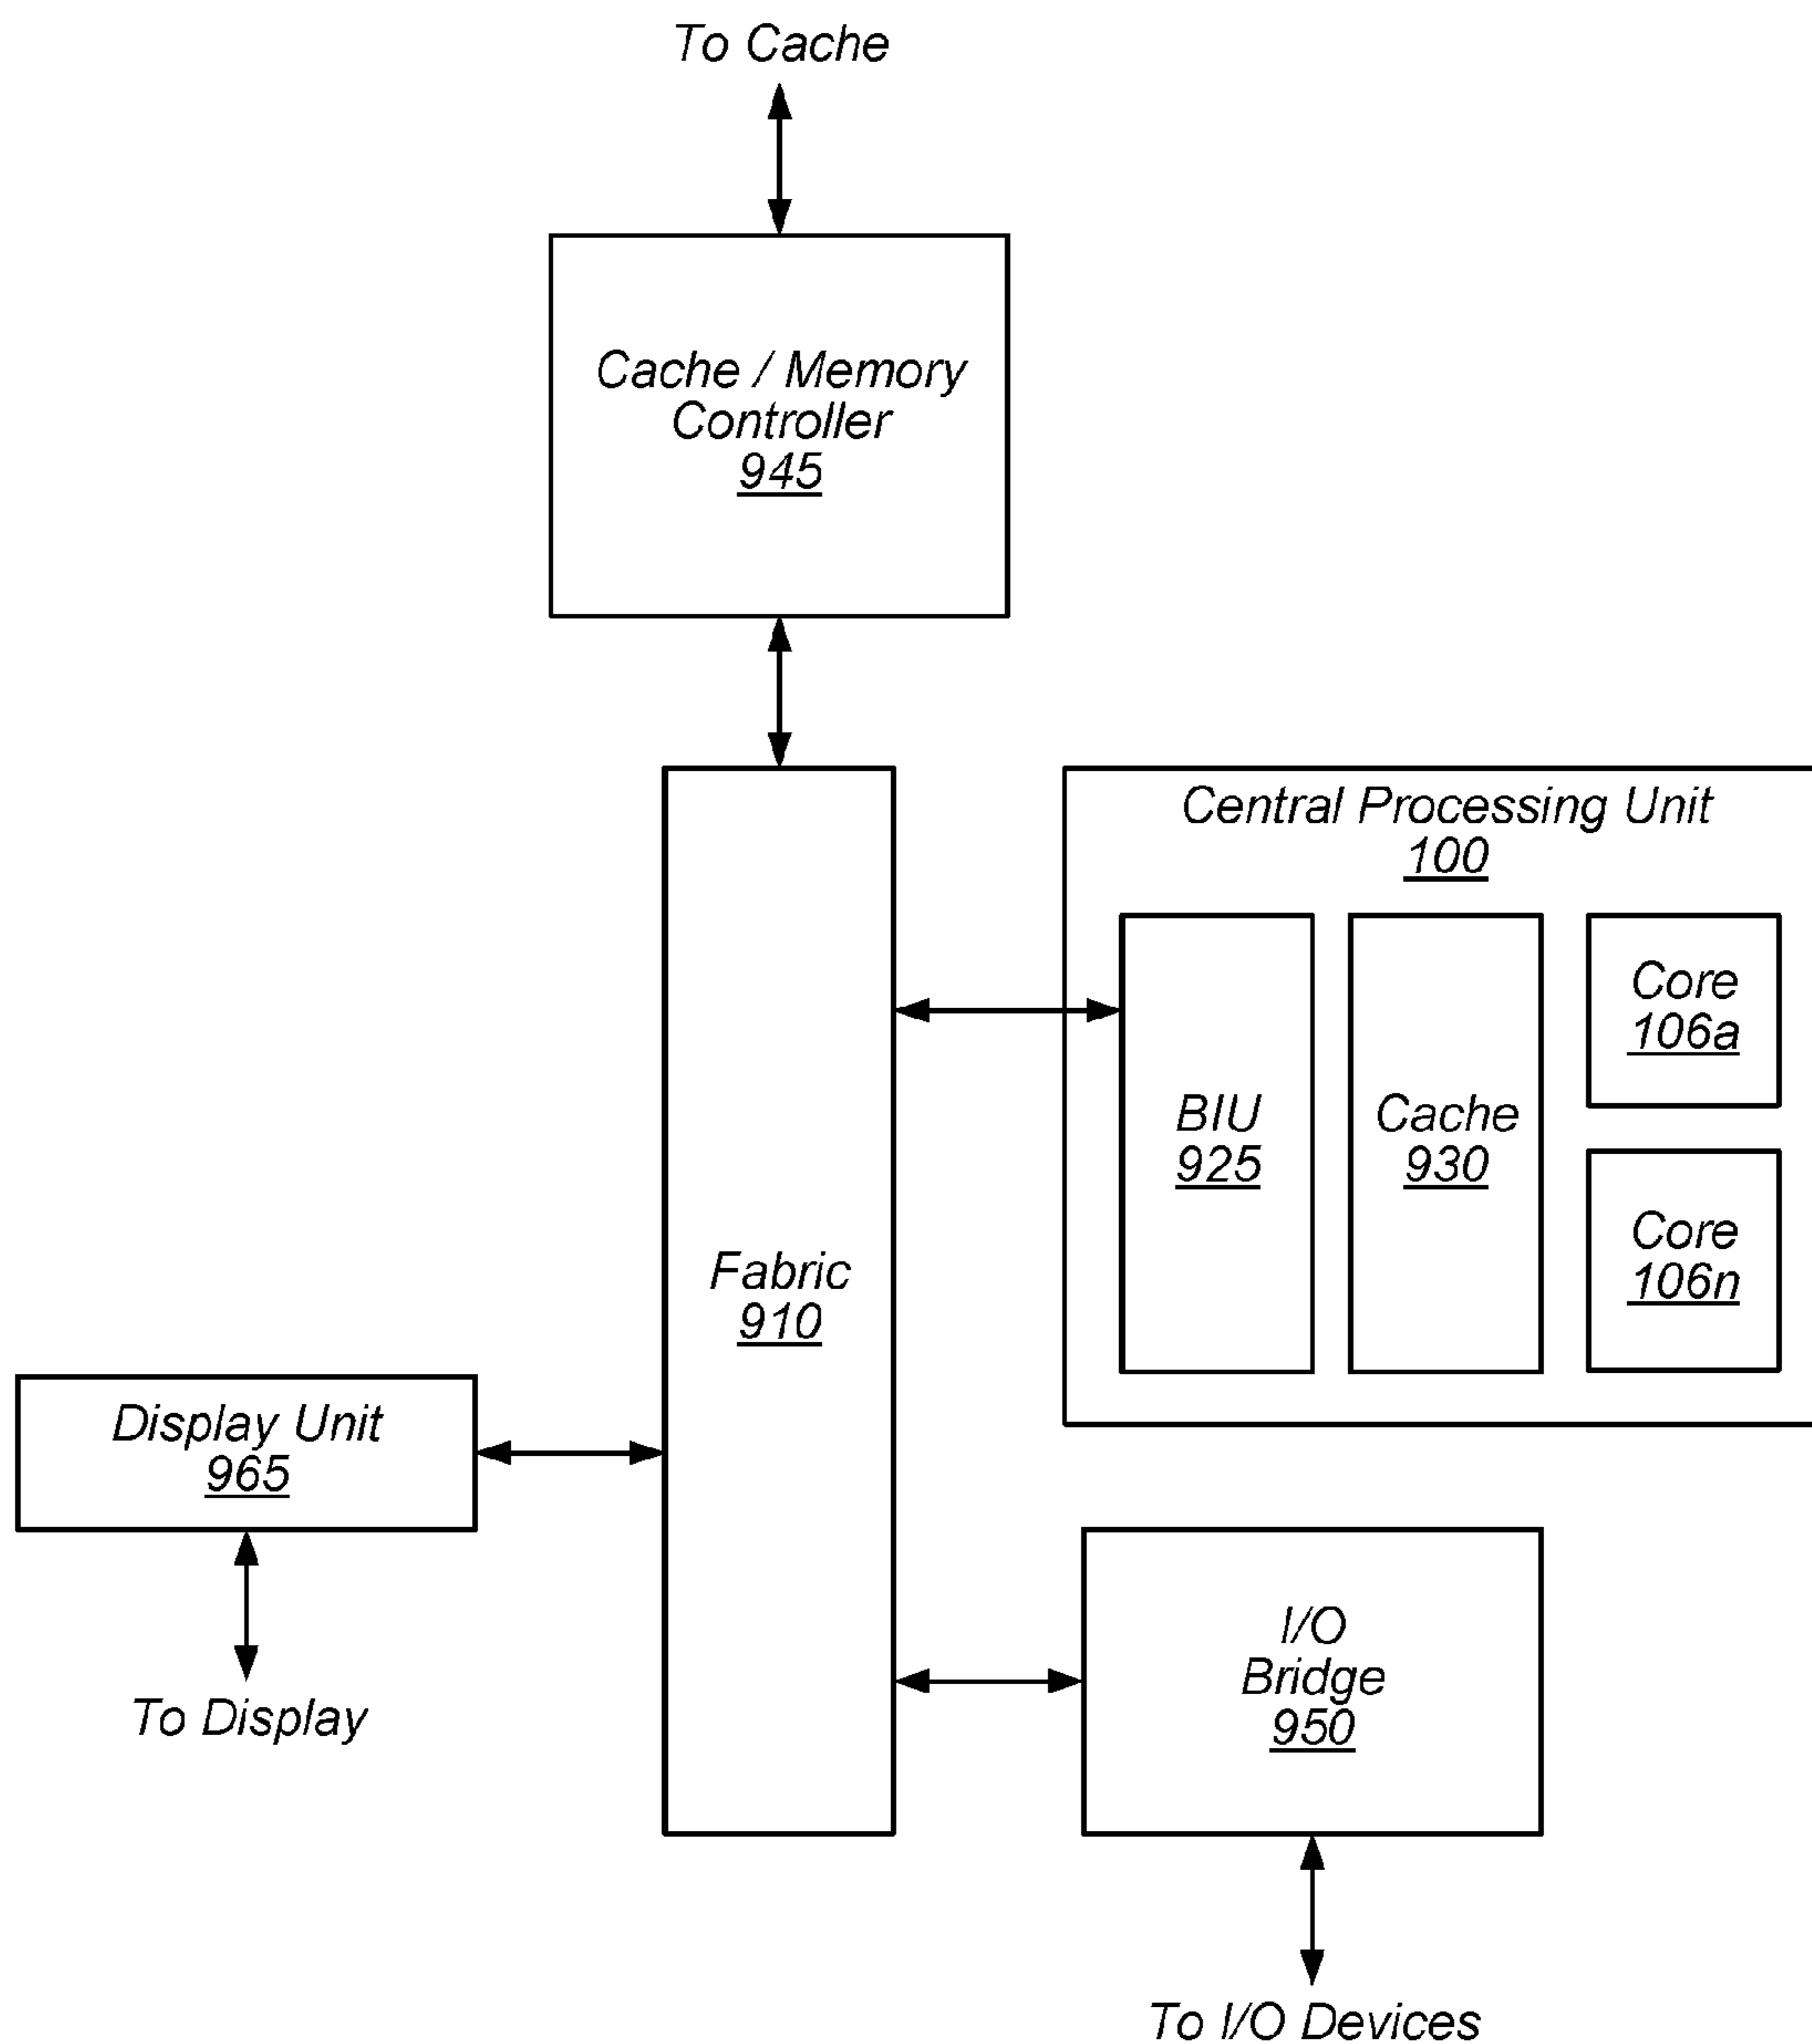 To Cache
Cache / Memory
Controller
945
Central Processing Unit
100
BIU
925
Cache
930
Core
106a
Core
106n
Fabric
910
Display Unit
965
To Display
I/O
Bridge
950
To I/O Devices